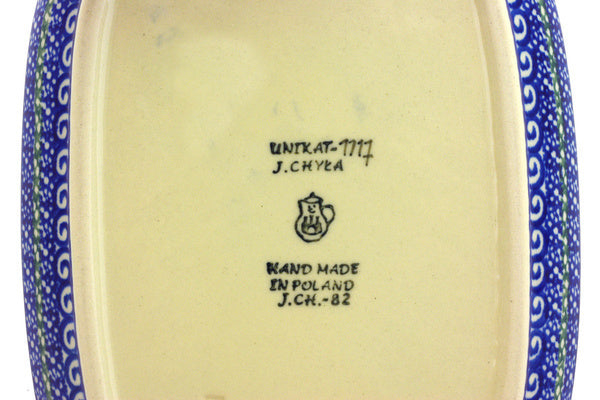 UNIKAT-1117
J.CHYŁA
HAND MADE
IN POLAND
J.CH.-82